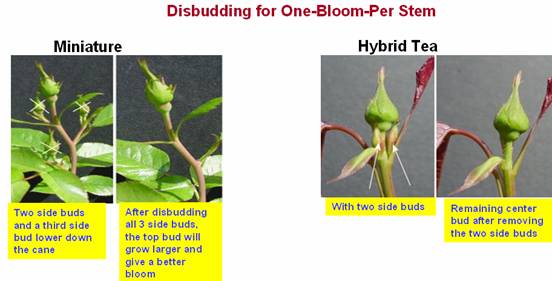 Disbudding for One-Bloom-Per Stem
Miniature
Hybrid Tea
Two side buds
and a third side
bud lower down
the cane
After disbudding
all 3 side buds,
the top bud will
grow larger and
give a better
bloom
With two side buds
Remaining center
bud after removing
the two side buds